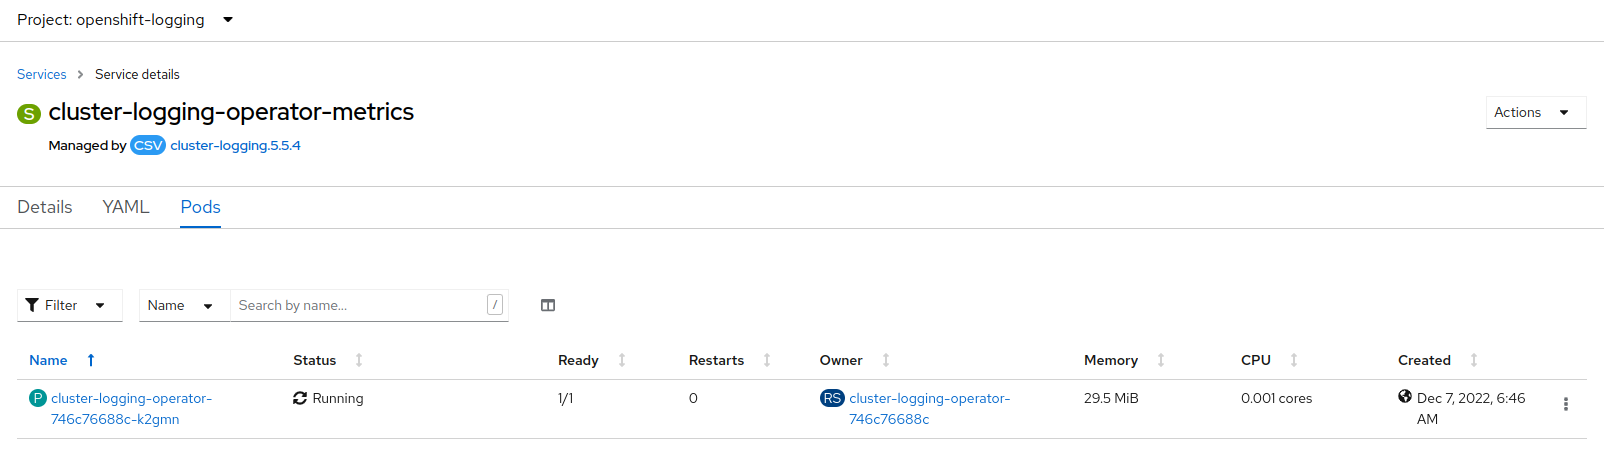 Project: openshift-logging
Services > Service details
S cluster-logging-operator-metrics
Actions
Managed by CSV cluster-logging.5.5.4
Details YAML Pods
Filter Name Search by name... /
Name Status Ready Restarts Owner Memory CPU Created
P cluster-logging-operator- Running 1/1 0 RS cluster-logging-operator- 29.5 MiB 0.001 cores Dec 7, 2022, 6:46
746c76688c-k2gmn 746c76688c AM